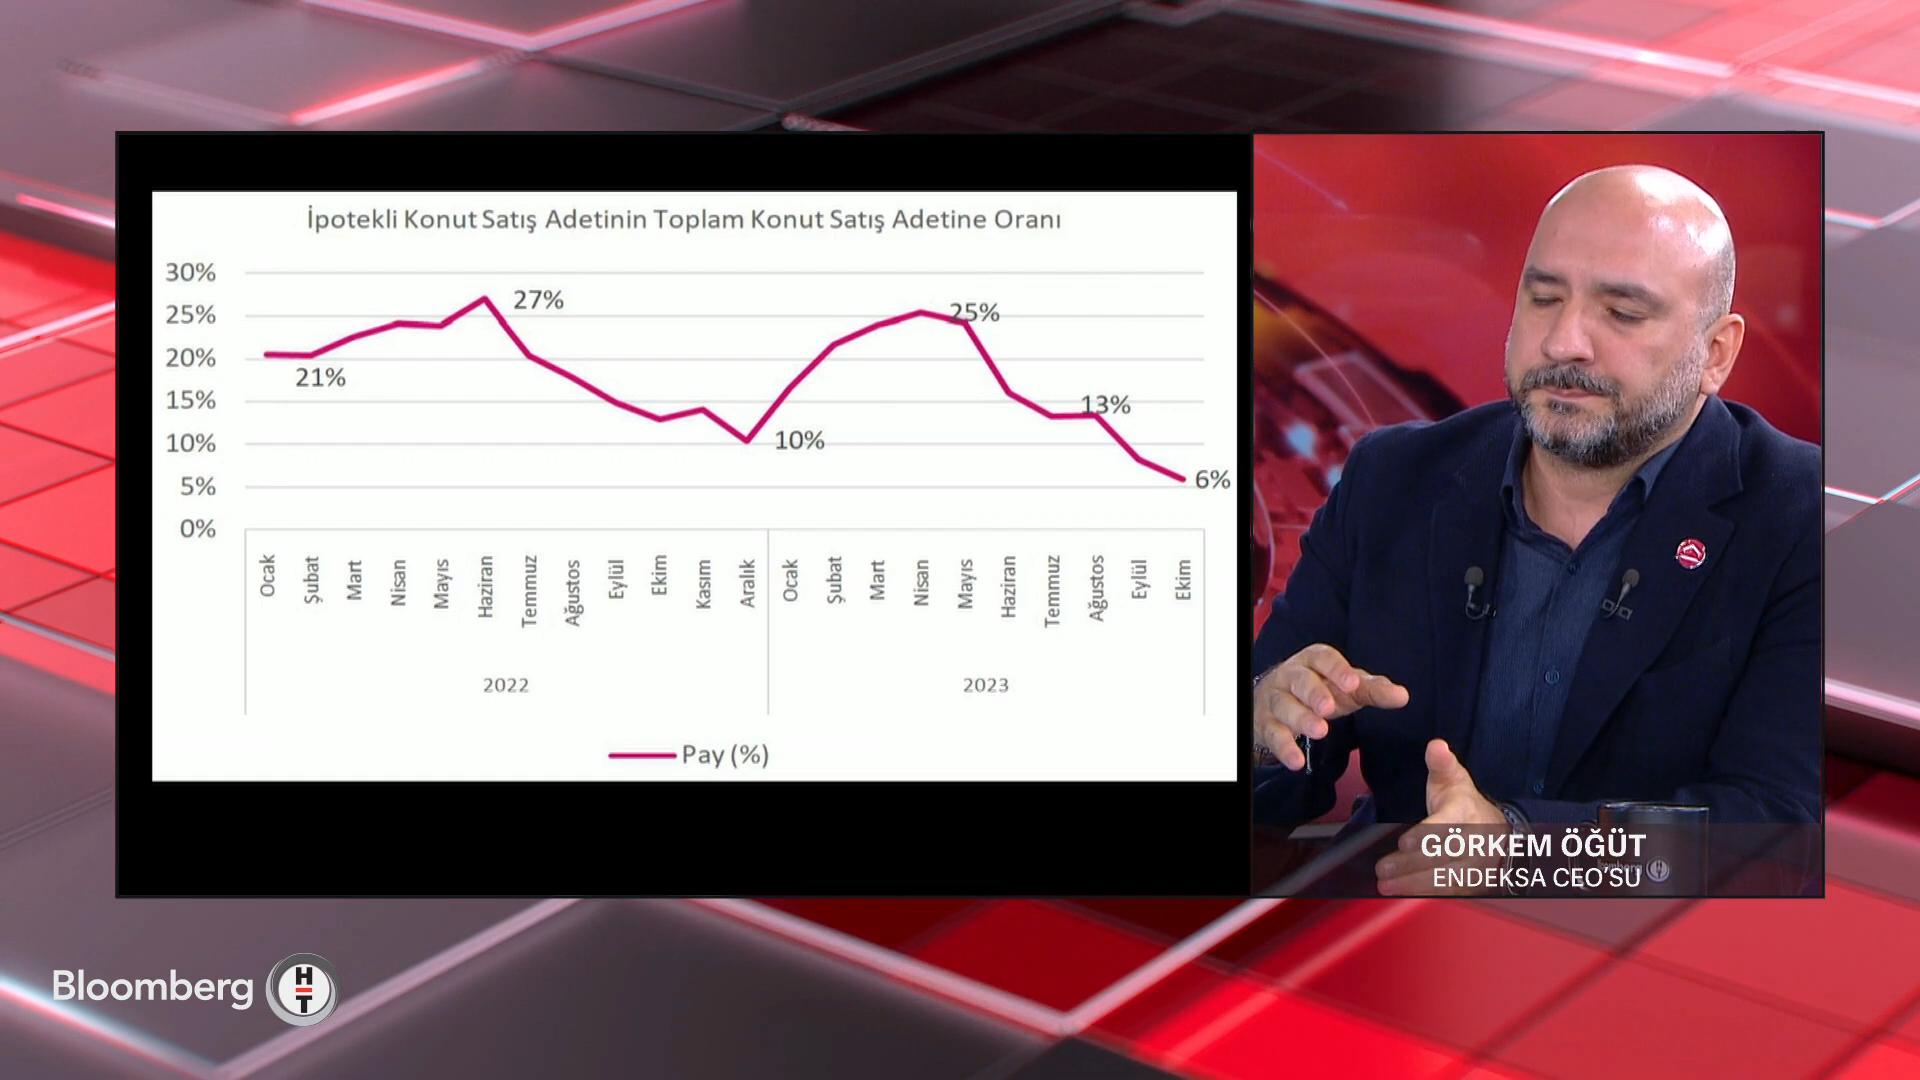 İpotekli Konut Satış Adetinin Toplam Konut Satış Adetine Oranı
30%
25%
20%
15%
10%
5%
0%
21%
27%
10%
25%
13%
6%
Ocak
Şubat
Mart
Nisan
Mayıs
Haziran
Temmuz
Ağustos
Eylül
Ekim
Kasım
Aralık
Ocak
Şubat
Mart
Nisan
Mayıs
Haziran
Temmuz
Ağustos
Eylül
Ekim
2022
2023
Pay (%)
GÖRKEM ÖĞÜT
ENDEKSA CEO'SU
Bloomberg HT